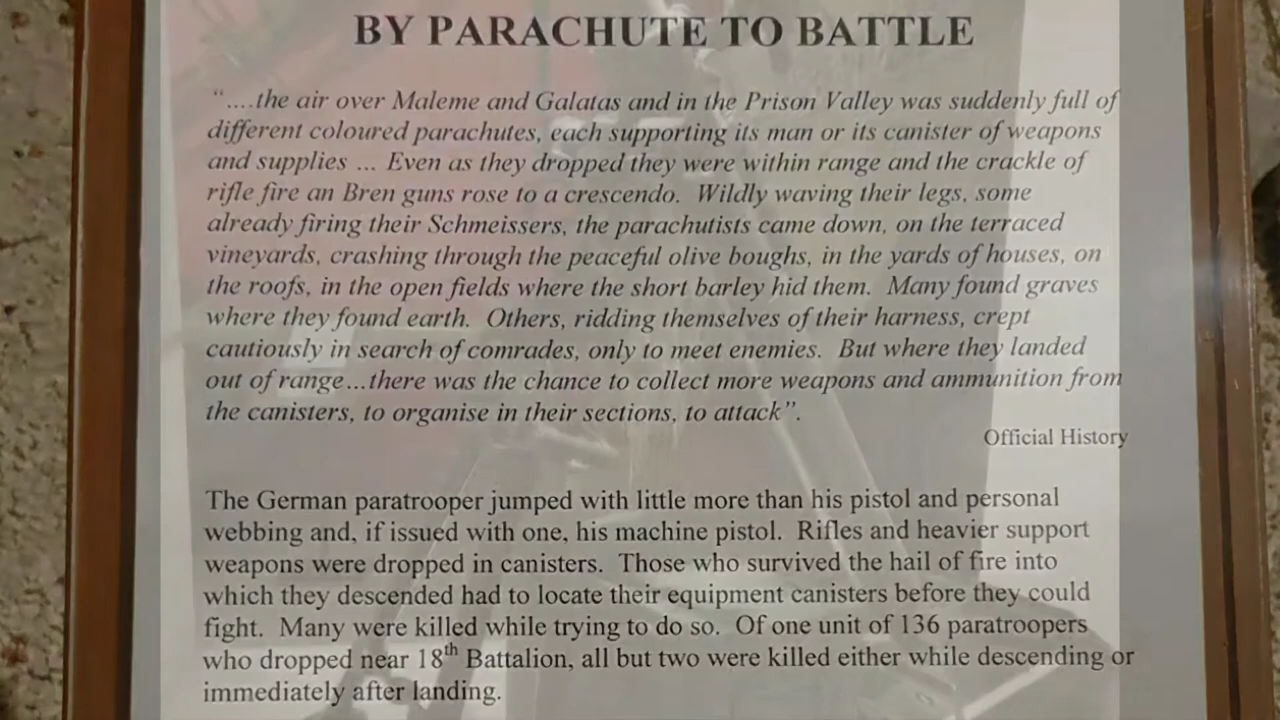 BY PARACHUTE TO BATTLE
“....the air over Maleme and Galatas and in the Prison Valley was suddenly full of
different coloured parachutes, each supporting its man or its canister of weapons
and supplies ... Even as they dropped they were within range and the crackle of
rifle fire an Bren guns rose to a crescendo. Wildly waving their legs, some
already firing their Schmeissers, the parachutists came down, on the terraced
vineyards, crashing through the peaceful olive boughs, in the yards of houses, on
the roofs, in the open fields where the short barley hid them. Many found graves
where they found earth. Others, ridding themselves of their harness, crept
cautiously in search of comrades, only to meet enemies. But where they landed
out of range...there was the chance to collect more weapons and ammunition from
the canisters, to organise in their sections, to attack”.
Official History
The German paratrooper jumped with little more than his pistol and personal
webbing and, if issued with one, his machine pistol. Rifles and heavier support
weapons were dropped in canisters. Those who survived the hail of fire into
which they descended had to locate their equipment canisters before they could
fight. Many were killed while trying to do so. Of one unit of 136 paratroopers
who dropped near 18th Battalion, all but two were killed either while descending or
immediately after landing.